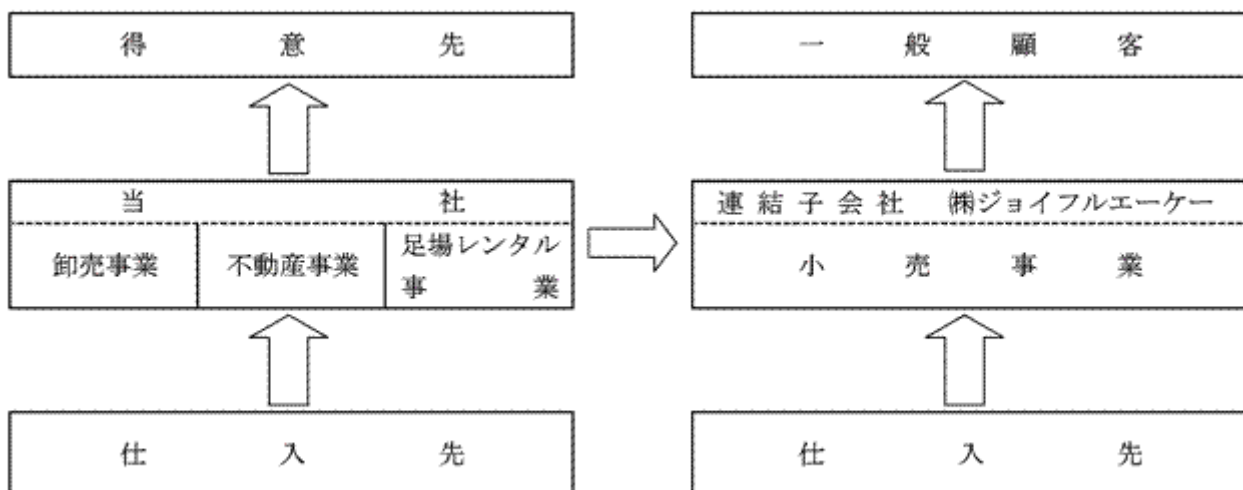 得意先
一般顧客
当社
連結子会社 ㈱ジョイフルエーケー
卸売事業
不動産事業
足場レンタル
事業
小売事業
仕入先
仕入先